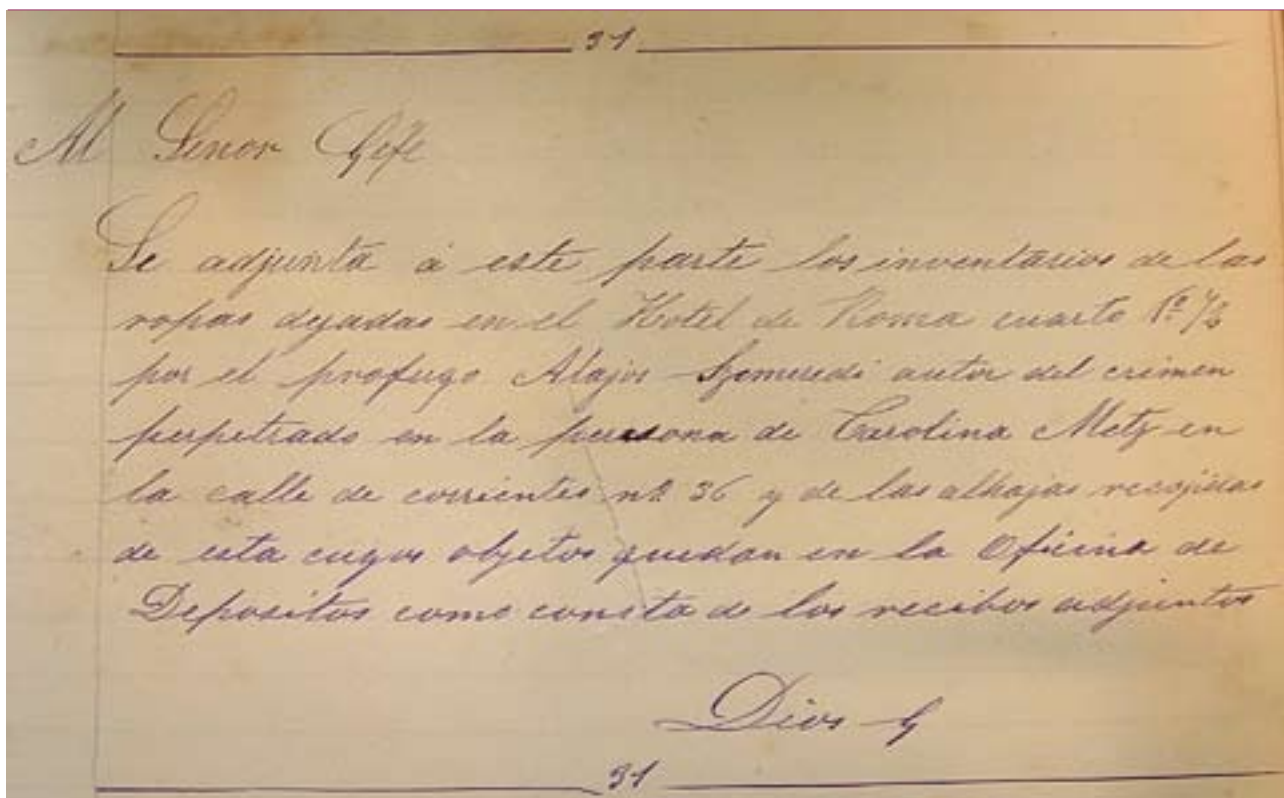 31
Al Señor Gefe
Se adjunta á este parte los inventarios de las
ropas dejadas en el Hotel de Roma cuarto
por el profugo Alajos Szemeredi autor del crimen
perpetrado en la persona de Carolina Metz en
la calle de corrientes nº 36 y de las alhajas recojidas
de esta cuyos objetos quedan en la Oficina de
Depositos como consta de los recibos adjuntos
Dios G
31